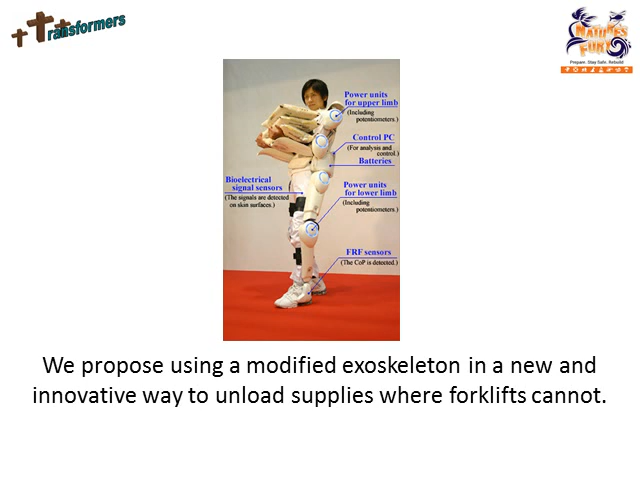 Transformers
NATURE'S
FURY
Prepare. Stay Safe. Rebuild.
Power units
for upper limb
(Including
potentiometers.)
Control PC
(For analysis and
control.)
Batteries
Bioelectrical
signal sensors
(The signals are detected
on skin surfaces.)
Power units
for lower limb
(Including
potentiometers.)
FRF sensors
(The CoP is detected.)
We propose using a modified exoskeleton in a new and
innovative way to unload supplies where forklifts cannot.